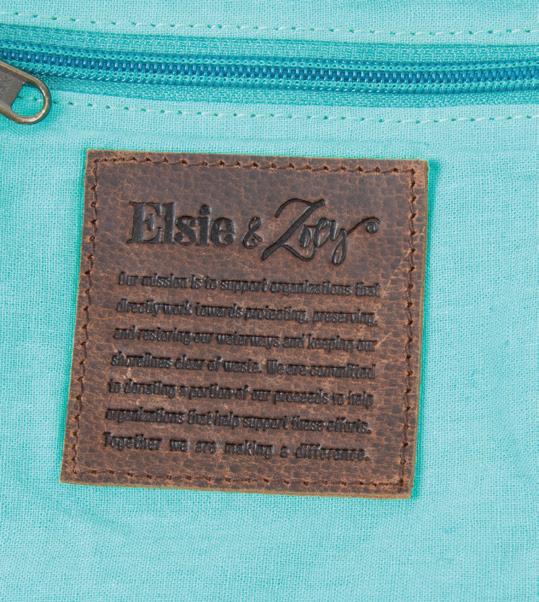 Elsie & Zoey
Our mission is to support organizations that
directly work towards protecting, preserving,
and restoring our waterways and keeping our
shorelines clear of waste. We are committed
to donating a portion of our proceeds to help
organizations that help support these efforts.
Together we are making a difference.